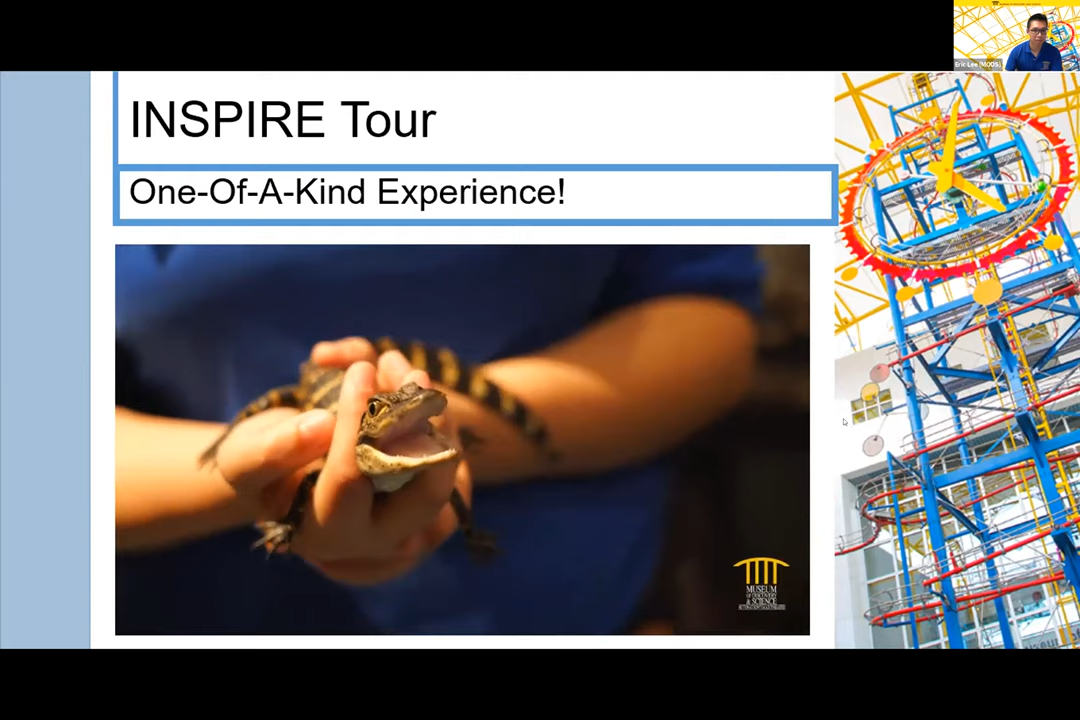 Eric Lee [MODS]
INSPIRE Tour
One-Of-A-Kind Experience!
MUSEUM
OF DISCOVERY
& SCIENCE